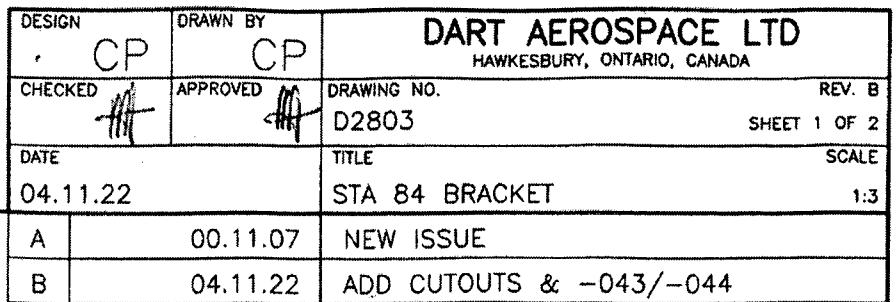 DESIGN
CP
DRAWN BY
CP
DART AEROSPACE LTD
HAWKESBURY, ONTARIO, CANADA
CHECKED
APPROVED
DRAWING NO.
REV. B
D2803
SHEET 1 OF 2
DATE
TITLE
SCALE
04.11.22
STA 84 BRACKET
1:3
A 00.11.07 NEW ISSUE
B 04.11.22 ADD CUTOUTS & -043/-044